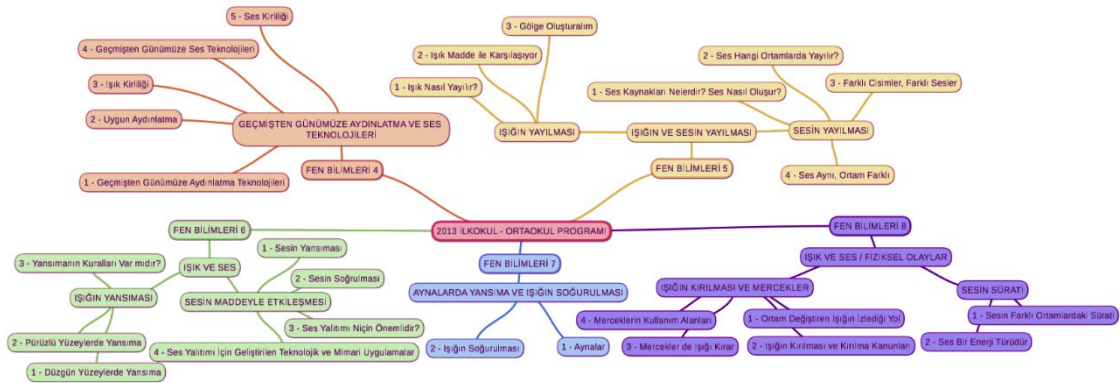 5 - Ses Kirliliği
4 - Geçmişten Günümüze Ses Teknolojileri
3 - Işık Kirliliği
2 - Uygun Aydınlatma
GEÇMİŞTEN GÜNÜMÜZE AYDINLATMA VE SES
TEKNOLOJİLERİ
1 - Geçmişten Günümüze Aydınlatma Teknolojileri
FEN BİLİMLERİ 4
3 - Gölge Oluşturalım
2 - Işık Madde ile Karşılaşıyor
1 - Işık Nasıl Yayılır?
IŞIĞIN YAYILMASI
IŞIĞIN VE SESİN YAYILMASI
FEN BİLİMLERİ 5
2 - Ses Hangi Ortamlarda Yayılır?
3 - Farklı Cisimler, Farklı Sesler
1 - Ses Kaynakları Nelerdir? Ses Nasıl Oluşur?
SESİN YAYILMASI
4 - Ses Aynı, Ortam Farklı
2013 İLKOKUL - ORTAOKUL PROGRAMI
FEN BİLİMLERİ 6
IŞIK VE SES
3 - Yansımanın Kuralları Var mıdır?
IŞIĞIN YANSIMASI
2 - Pürüzlü Yüzeylerde Yansıma
1 - Düzgün Yüzeylerde Yansıma
1 - Sesin Yansıması
2 - Sesin Soğrulması
SESİN MADDEYLE ETKİLEŞMESİ
3 - Ses Yalıtımı Niçin Önemlidir?
4 - Ses Yalıtımı İçin Geliştirilen Teknolojik ve Mimari Uygulamalar
FEN BİLİMLERİ 7
AYNALARDA YANSIMA VE IŞIĞIN SOĞURULMASI
2 - Işığın Soğurulması
1 - Aynalar
FEN BİLİMLERİ 8
IŞIK VE SES / FİZİKSEL OLAYLAR
IŞIĞIN KIRILMASI VE MERCEKLER
4 - Merceklerin Kullanım Alanları
1 - Ortam Değiştiren Işığın İzlediği Yol
3 - Mercekler de Işığı Kırar
2 - Işığın Kırılması ve Kırılma Kanunları
SESİN SÜRATİ
1 - Sesin Farklı Ortamlardaki Sürati
2 - Ses Bir Enerji Türüdür